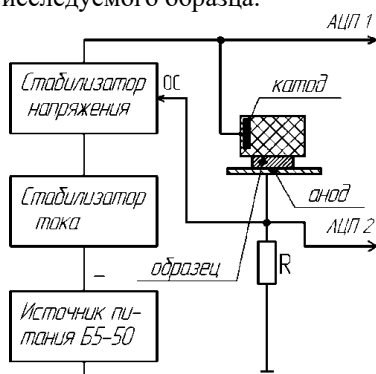 исследуемого образца.
АЦП 1
Стабилизатор
напряжения
ОС
катод
Стабилизатор
тока
анод
АЦП 2
образец
R
–
Источник пи-
тания Б5-50